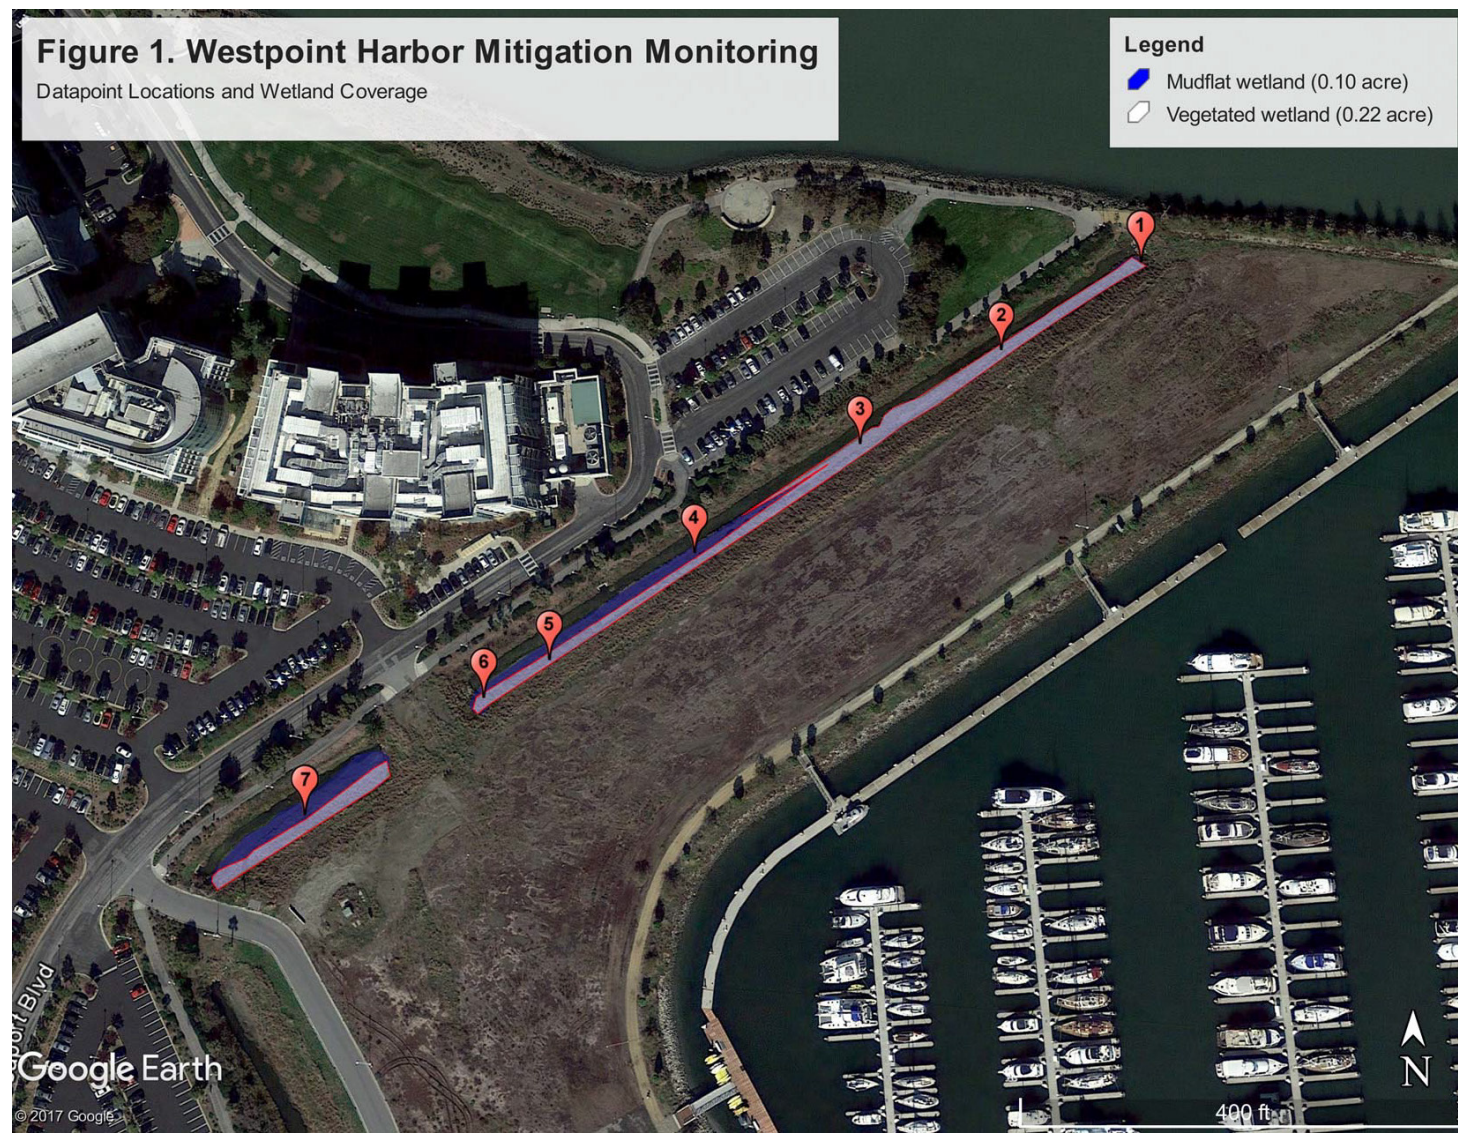 Figure 1. Westpoint Harbor Mitigation Monitoring
Datapoint Locations and Wetland Coverage
Legend
Mudflat wetland (0.10 acre)
Vegetated wetland (0.22 acre)
1
2
3
4
5
6
7
Blvd
Google Earth
© 2017 Google
N
400 ft